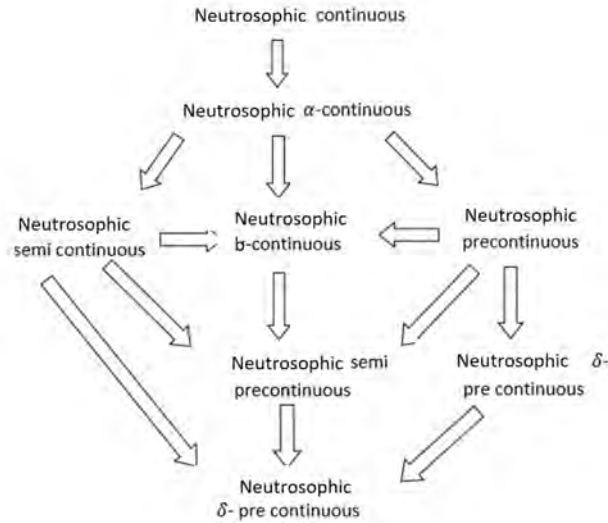 Neutrosophic continuous
Neutrosophic α-continuous
Neutrosophic
semi continuous
Neutrosophic
b-continuous
Neutrosophic
precontinuous
Neutrosophic semi
precontinuous
Neutrosophic δ-
pre continuous
Neutrosophic
δ- pre continuous